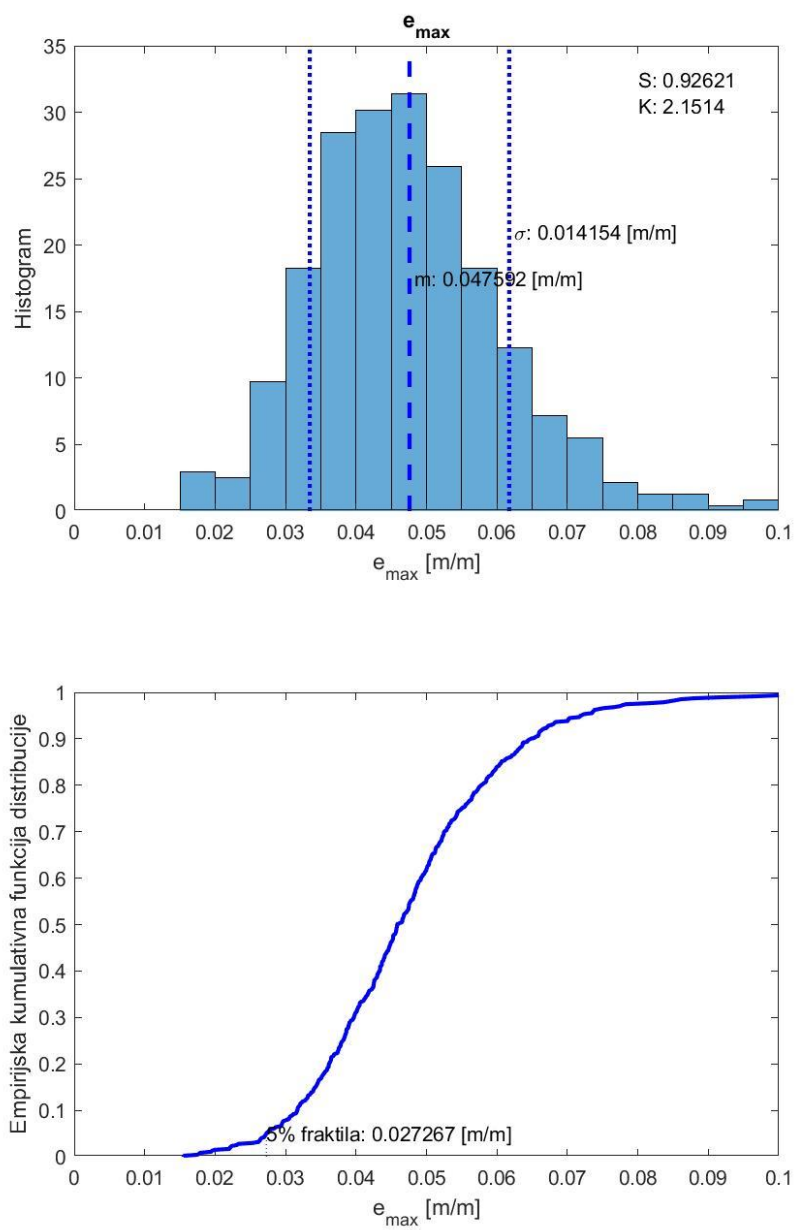 e_max
35
30
25
20
15
10
5
0
Histogram
S: 0.92621
K: 2.1514
σ: 0.014154 [m/m]
m: 0.047592 [m/m]
0 0.01 0.02 0.03 0.04 0.05 0.06 0.07 0.08 0.09 0.1
e_max [m/m]
1
0.9
0.8
0.7
0.6
0.5
0.4
0.3
0.2
0.1
0
Empirijska kumulativna funkcija distribucije
5% fraktila: 0.027267 [m/m]
0 0.01 0.02 0.03 0.04 0.05 0.06 0.07 0.08 0.09 0.1
e_max [m/m]